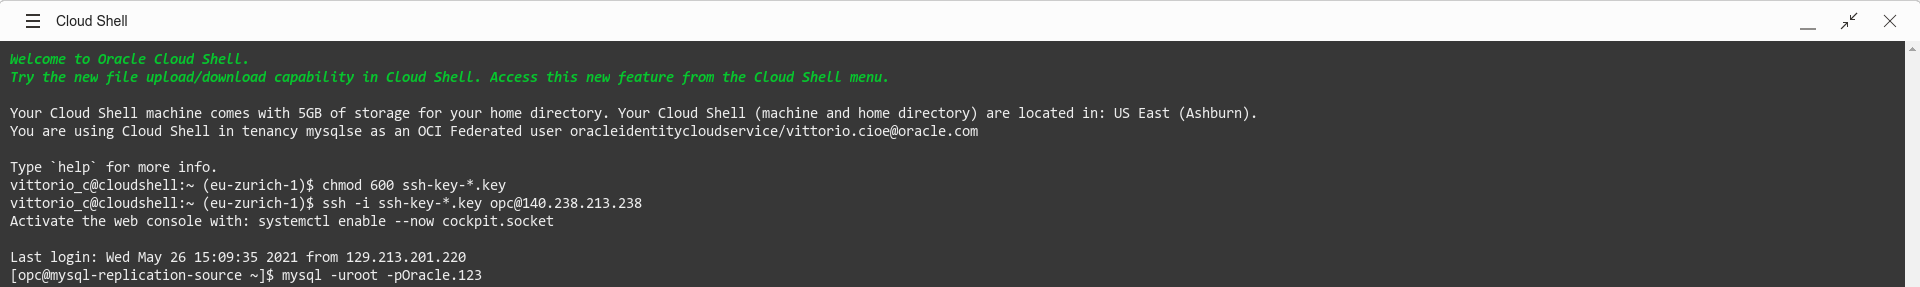 Cloud Shell
Welcome to Oracle Cloud Shell.
Try the new file upload/download capability in Cloud Shell. Access this new feature from the Cloud Shell menu.
Your Cloud Shell machine comes with 5GB of storage for your home directory. Your Cloud Shell (machine and home directory) are located in: US East (Ashburn).
You are using Cloud Shell in tenancy mysqlse as an OCI Federated user oracleidentitycloudservice/vittorio.cioe@oracle.com
Type `help` for more info.
vittorio_c@cloudshell:~ (eu-zurich-1)$ chmod 600 ssh-key-*.key
vittorio_c@cloudshell:~ (eu-zurich-1)$ ssh -i ssh-key-*.key opc@140.238.213.238
Activate the web console with: systemctl enable --now cockpit.socket
Last login: Wed May 26 15:09:35 2021 from 129.213.201.220
[opc@mysql-replication-source ~]$ mysql -uroot -pOracle.123